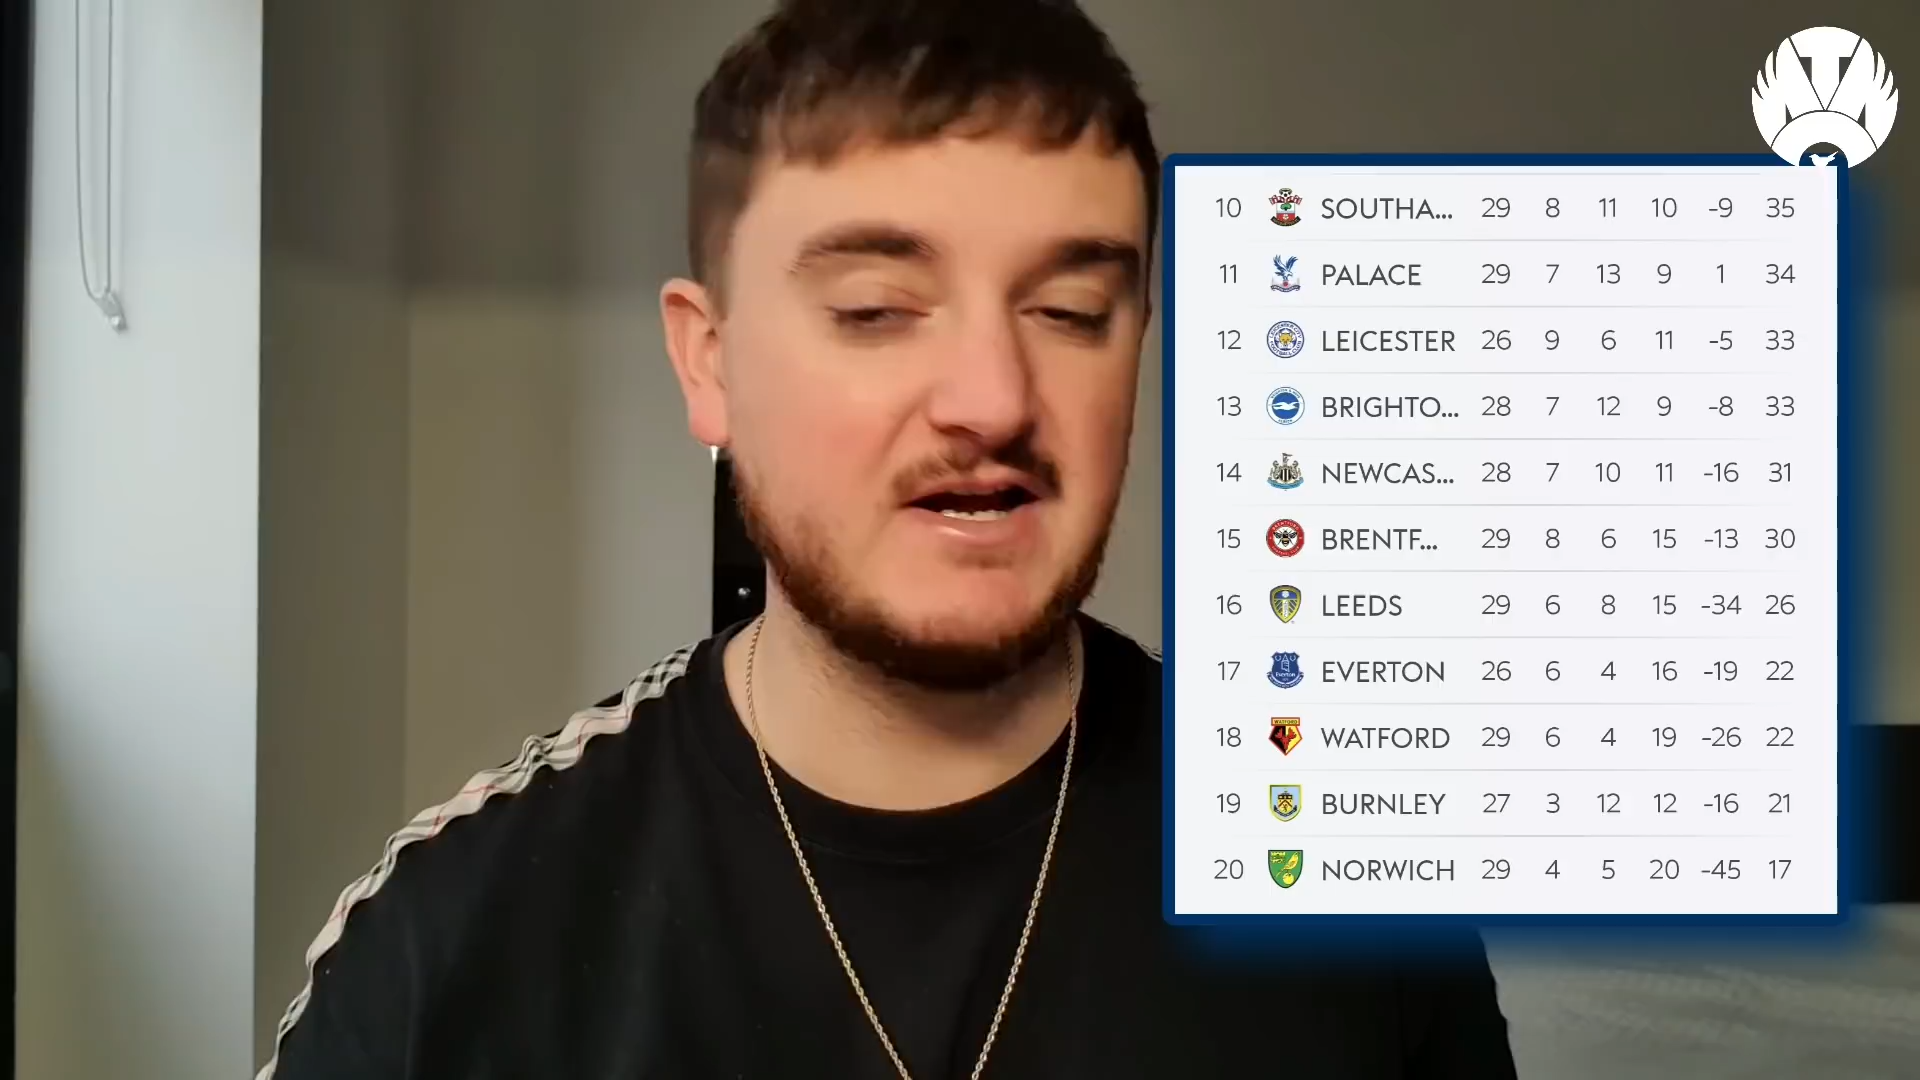 10 SOUTHA... 29 8 11 10 -9 35
11 PALACE 29 7 13 9 1 34
12 LEICESTER 26 9 6 11 -5 33
13 BRIGHTO... 28 7 12 9 -8 33
14 NEWCAS... 28 7 10 11 -16 31
15 BRENTF... 29 8 6 15 -13 30
16 LEEDS 29 6 8 15 -34 26
17 EVERTON 26 6 4 16 -19 22
18 WATFORD 29 6 4 19 -26 22
19 BURNLEY 27 3 12 12 -16 21
20 NORWICH 29 4 5 20 -45 17